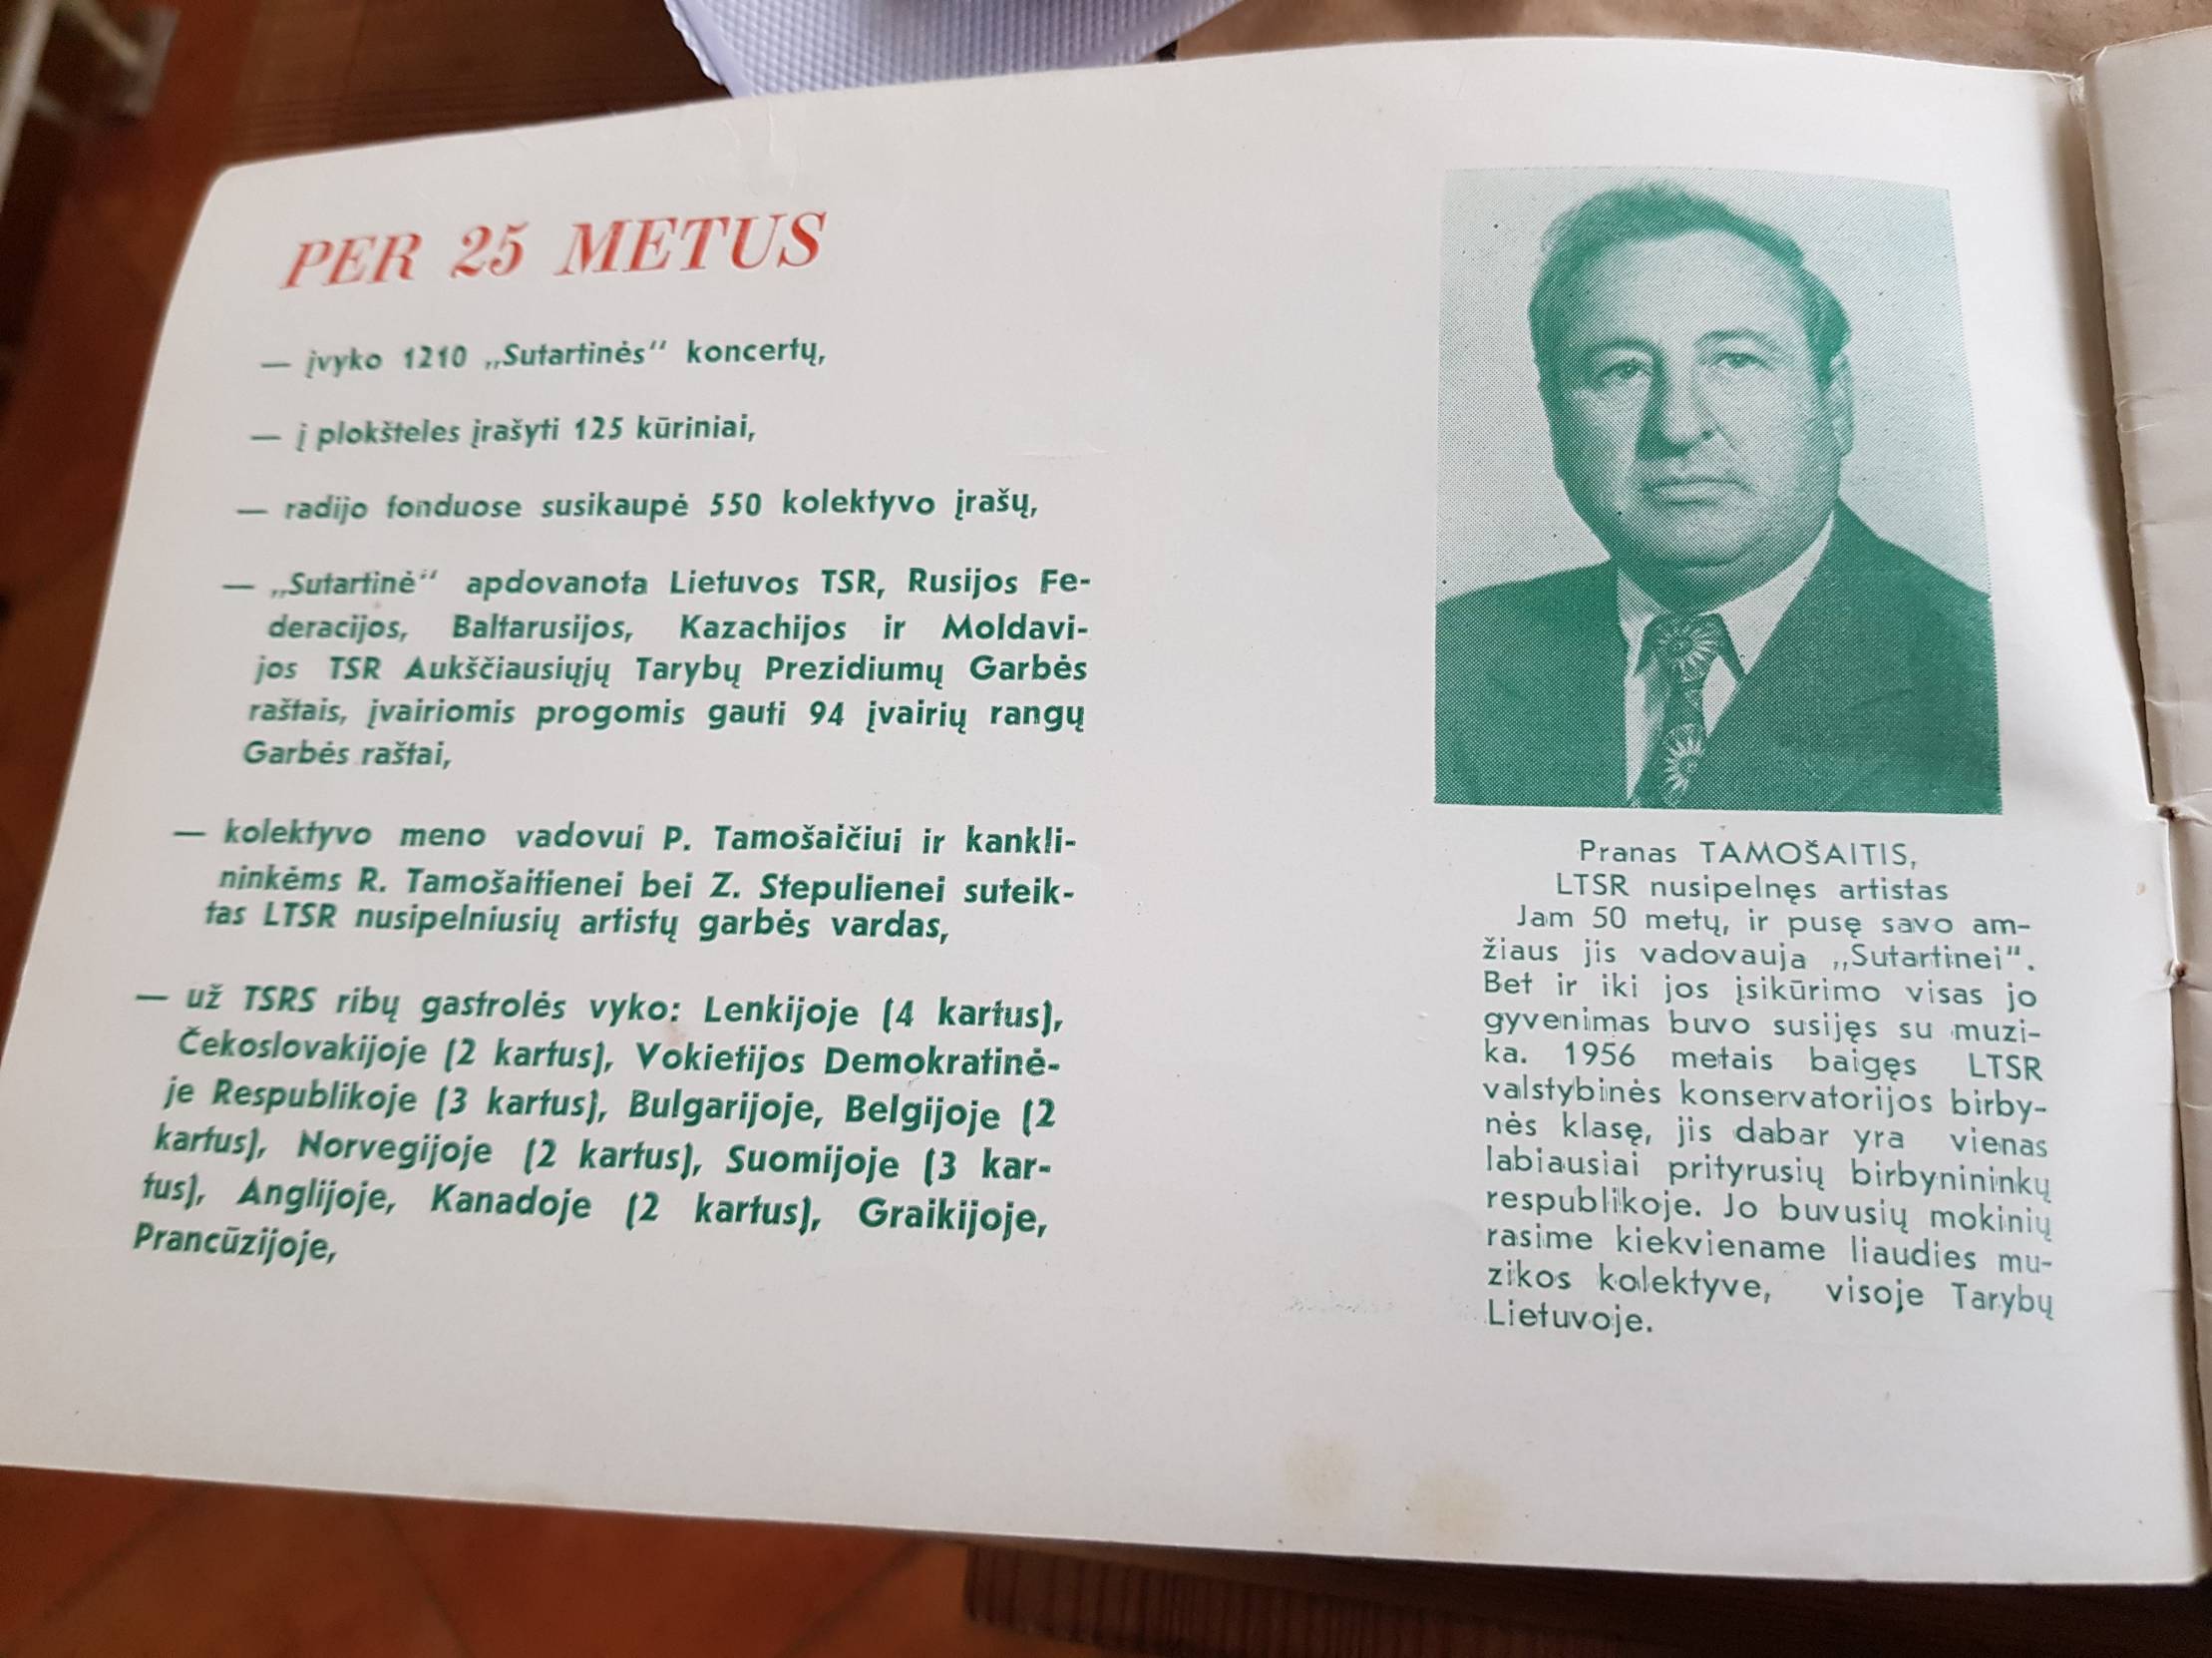 PER 25 METUS
— įvyko 1210 „Sutartinės“ koncertų,
— į plokšteles įrašyti 125 kūriniai,
— radijo fonduose susikaupė 550 kolektyvo įrašų,
— „Sutartinė“ apdovanota Lietuvos TSR, Rusijos Fe-
deracijos, Baltarusijos, Kazachijos ir Moldavi-
jos TSR Aukščiausiųjų Tarybų Prezidiumų Garbės
raštais, įvairiomis progomis gauti 94 įvairių rangų
Garbės raštai,
— kolektyvo meno vadovui P. Tamošaičiui ir kankli-
ninkėms R. Tamošaitienei bei Z. Stepulienei suteik-
tas LTSR nusipelniusių artistų garbės vardas,
— už TSRS ribų gastrolės vyko: Lenkijoje (4 kartus),
Čekoslovakijoje (2 kartus), Vokietijos Demokratinė-
je Respublikoje (3 kartus), Bulgarijoje, Belgijoje (2
kartus), Norvegijoje (2 kartus), Suomijoje (3 kar-
tus), Anglijoje, Kanadoje (2 kartus), Graikijoje,
Prancūzijoje,
Pranas TAMOŠAITIS,
LTSR nusipelnęs artistas
Jam 50 metų, ir pusę savo am-
žiaus jis vadovauja „Sutartinei“.
Bet ir iki jos įsikūrimo visas jo
gyvenimas buvo susijęs su muzi-
ka. 1956 metais baigęs LTSR
valstybinės konservatorijos birby-
nės klasę, jis dabar yra vienas
labiausiai prityrusių birbynininkų
respublikoje. Jo buvusių mokinių
rasime kiekviename liaudies mu-
zikos kolektyve, visoje Tarybų
Lietuvoje.